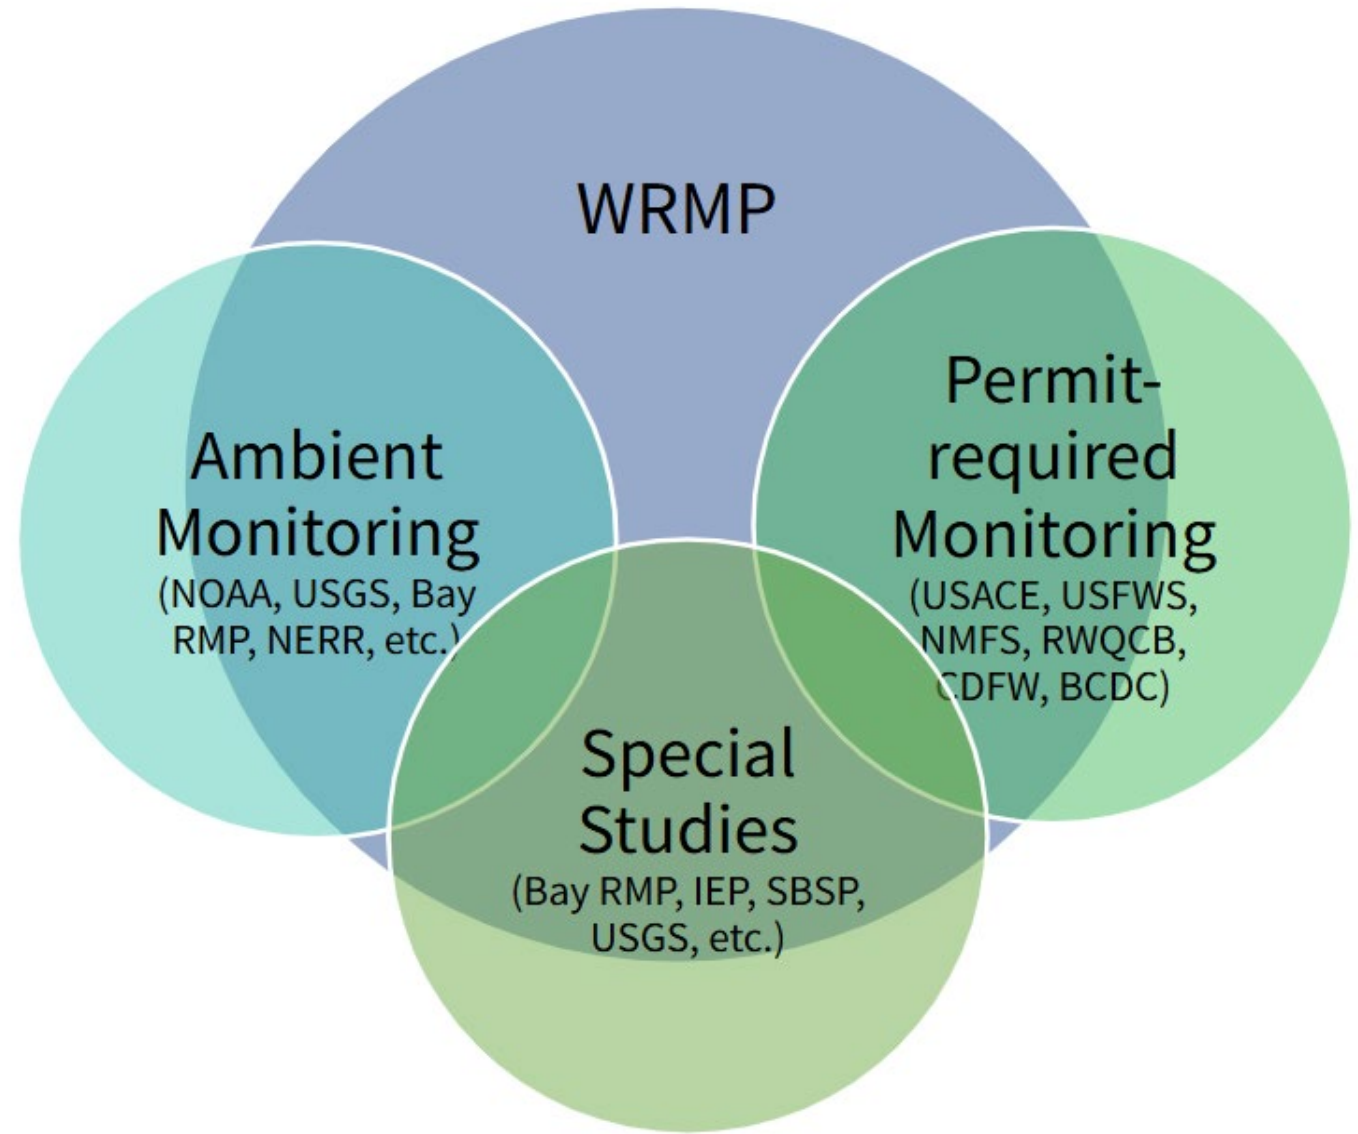 WRMP
Ambient
Monitoring
(NOAA, USGS, Bay
RMP, NERR, etc.)
Permit-
required
Monitoring
(USACE, USFWS,
NMFS, RWQCB,
CDFW, BCDC)
Special
Studies
(Bay RMP, IEP, SBSP,
USGS, etc.)